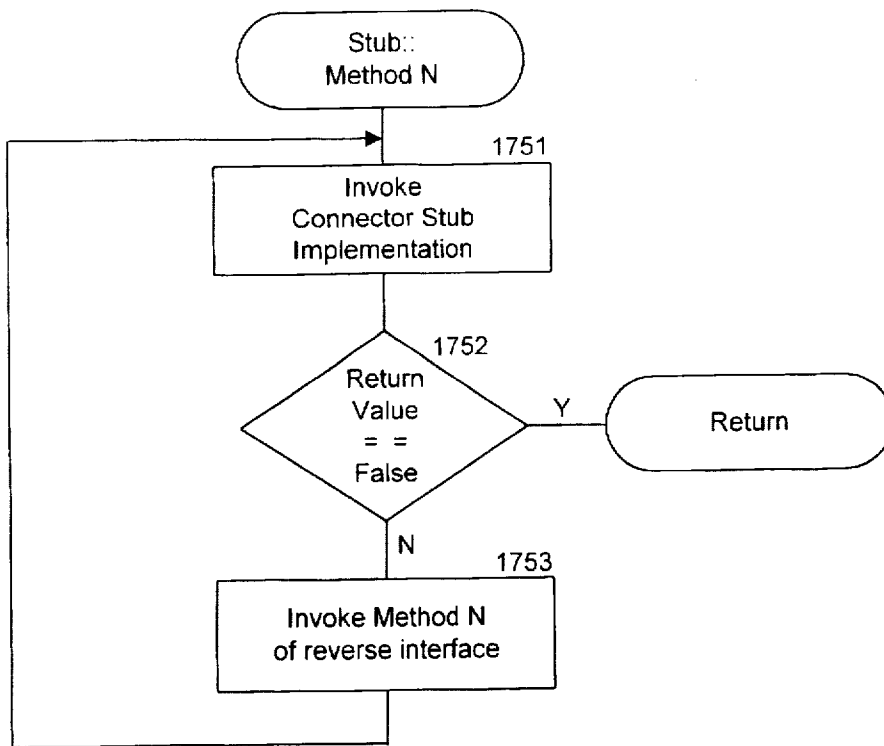 Stub::
Method N
1751
Invoke
Connector Stub
Implementation
1752
Return
Value
= =
False
Y
Return
N
1753
Invoke Method N
of reverse interface